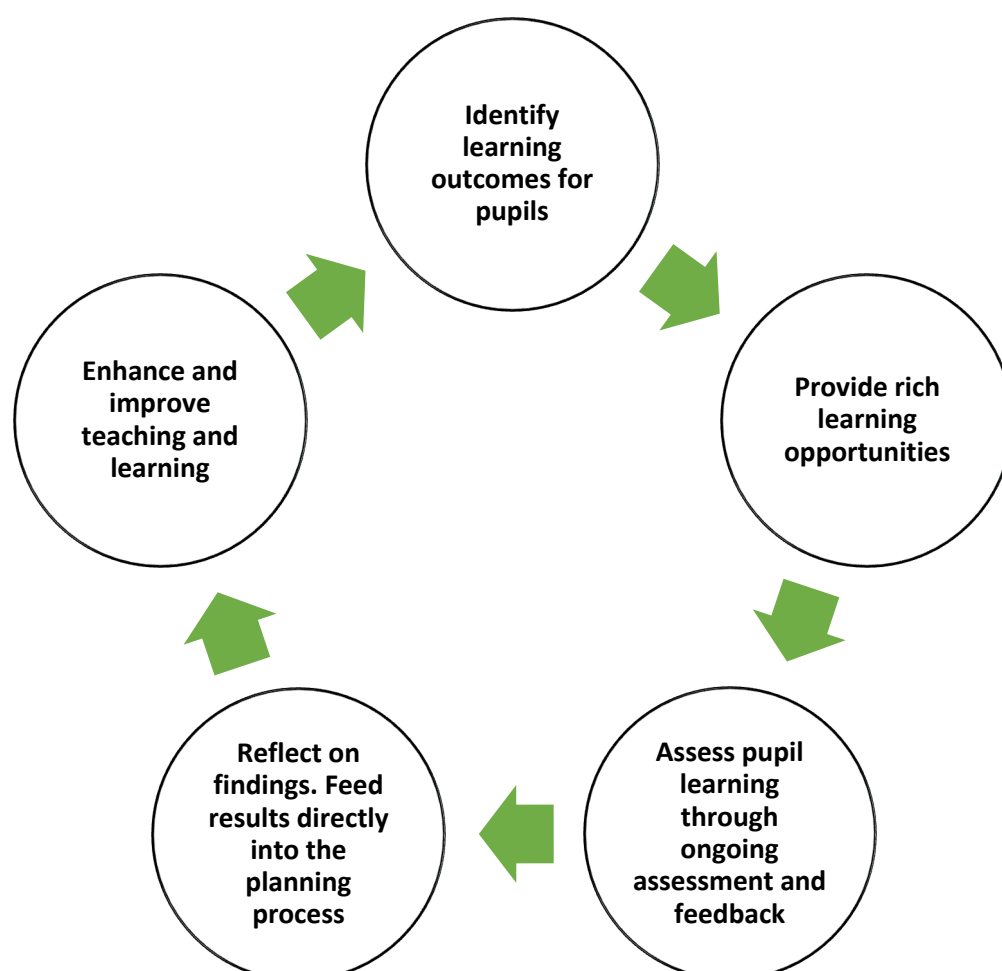 Identify
learning
outcomes for
pupils
Provide rich
learning
opportunities
Assess pupil
learning
through
ongoing
assessment and
feedback
Reflect on
findings. Feed
results directly
into the
planning
process
Enhance and
improve
teaching and
learning